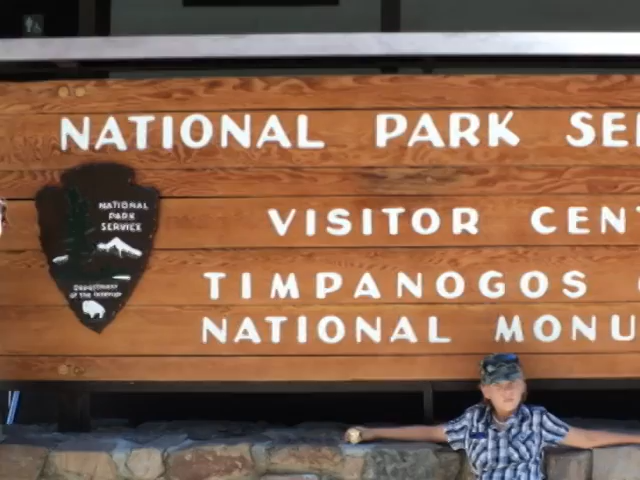 NATIONAL PARK SE
VISITOR CENT
TIMPANOGOS
NATIONAL MONU
NATIONAL
PARK
SERVICE
Department
of the Interior